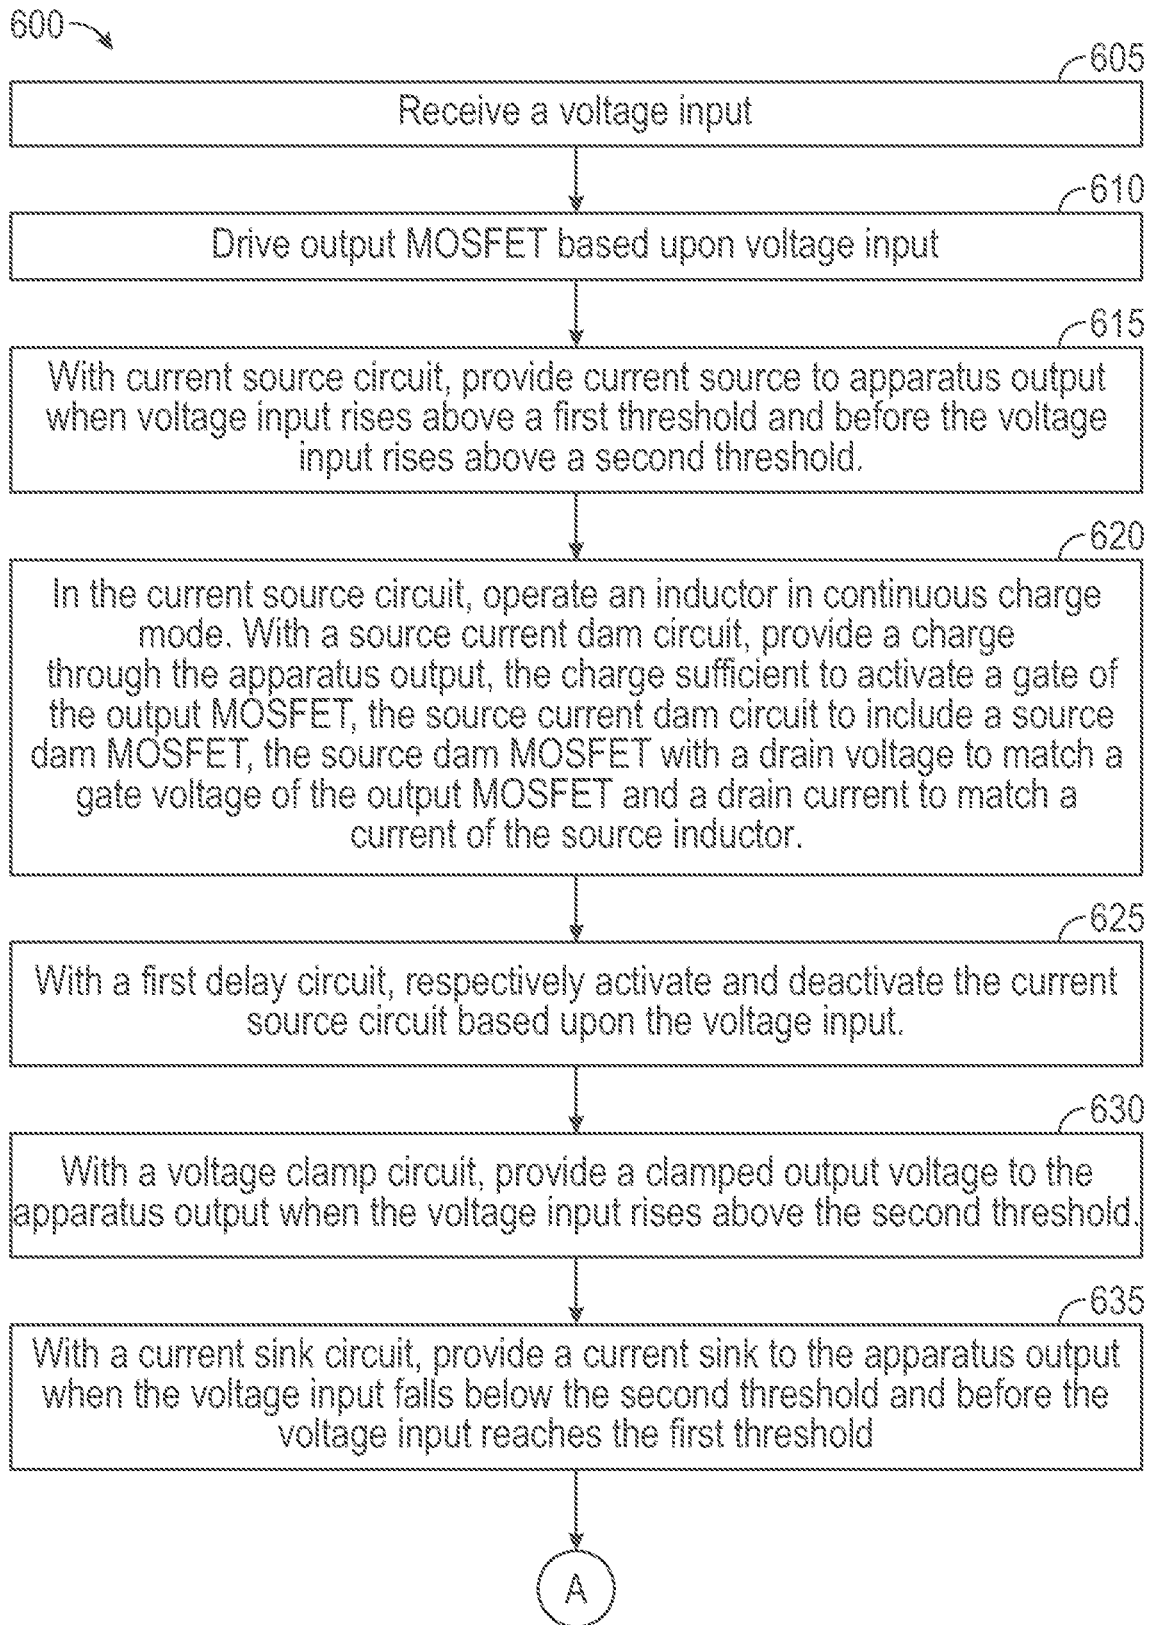 600
605
Receive a voltage input
610
Drive output MOSFET based upon voltage input
615
With current source circuit, provide current source to apparatus output
when voltage input rises above a first threshold and before the voltage
input rises above a second threshold.
620
In the current source circuit, operate an inductor in continuous charge
mode. With a source current dam circuit, provide a charge
through the apparatus output, the charge sufficient to activate a gate of
the output MOSFET, the source current dam circuit to include a source
dam MOSFET, the source dam MOSFET with a drain voltage to match a
gate voltage of the output MOSFET and a drain current to match a
current of the source inductor.
625
With a first delay circuit, respectively activate and deactivate the current
source circuit based upon the voltage input.
630
With a voltage clamp circuit, provide a clamped output voltage to the
apparatus output when the voltage input rises above the second threshold.
635
With a current sink circuit, provide a current sink to the apparatus output
when the voltage input falls below the second threshold and before the
voltage input reaches the first threshold
A